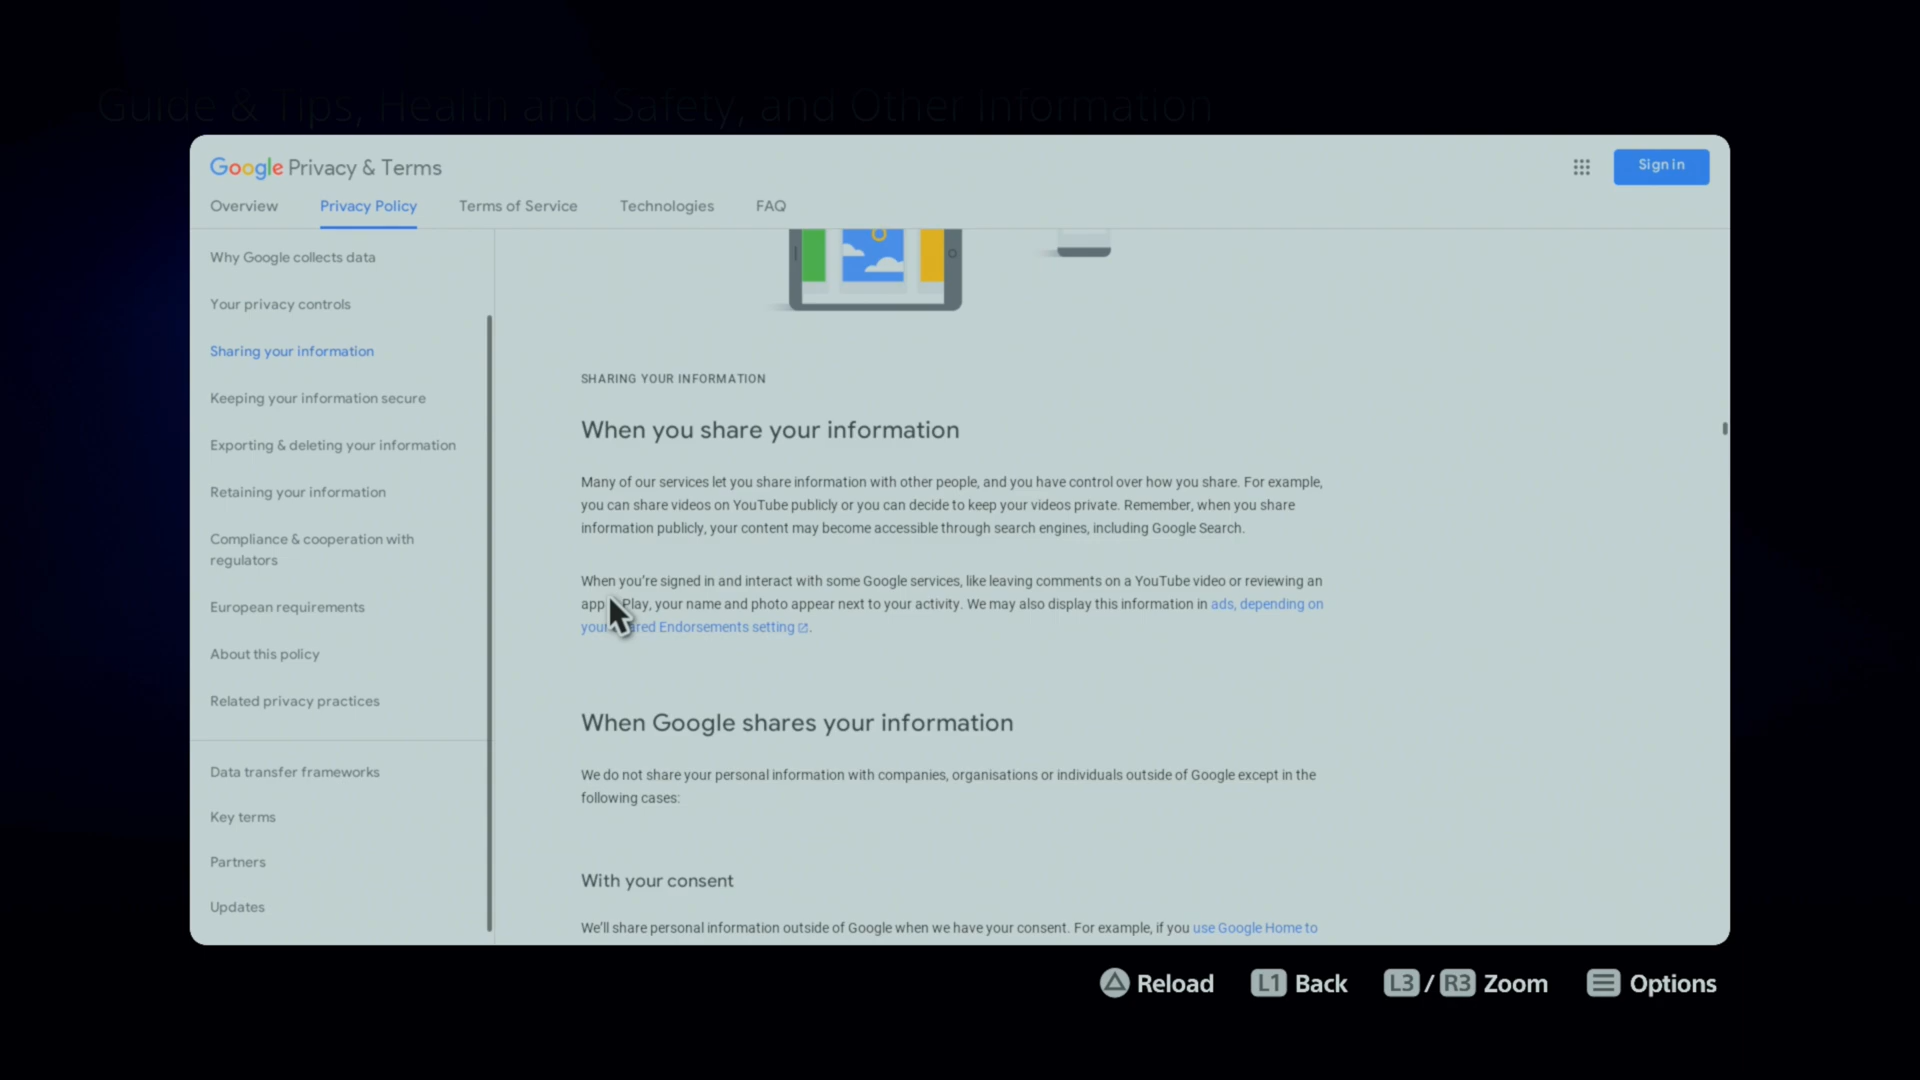 Guide & Tips, Health and Safety, and Other Information
Google Privacy & Terms
Sign in
Overview
Privacy Policy
Terms of Service
Technologies
FAQ
Why Google collects data
Your privacy controls
Sharing your information
Keeping your information secure
Exporting & deleting your information
Retaining your information
Compliance & cooperation with
regulators
European requirements
About this policy
Related privacy practices
Data transfer frameworks
Key terms
Partners
Updates
SHARING YOUR INFORMATION
When you share your information
Many of our services let you share information with other people, and you have control over how you share. For example,
you can share videos on YouTube publicly or you can decide to keep your videos private. Remember, when you share
information publicly, your content may become accessible through search engines, including Google Search.
When you're signed in and interact with some Google services, like leaving comments on a YouTube video or reviewing an
app Play, your name and photo appear next to your activity. We may also display this information in ads, depending on
your Endorsements setting.
When Google shares your information
We do not share your personal information with companies, organisations or individuals outside of Google except in the
following cases:
With your consent
We'll share personal information outside of Google when we have your consent. For example, if you use Google Home to
Reload
L1 Back
L3 / R3 Zoom
Options